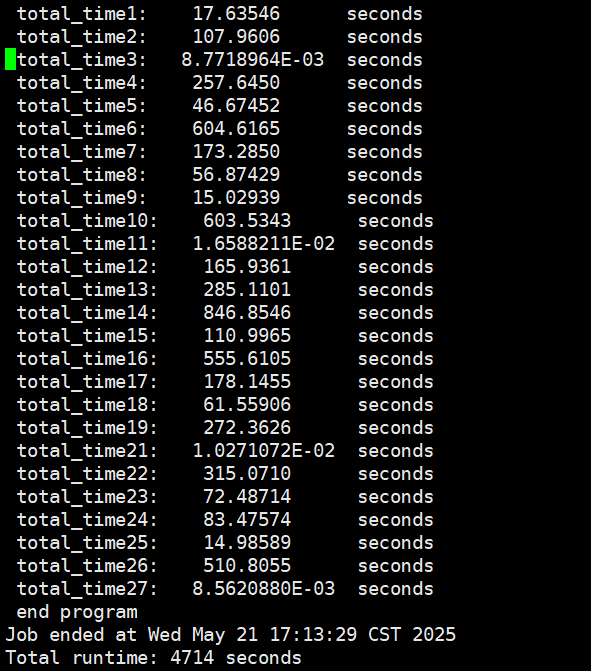 total_time1:    17.63546      seconds
total_time2:    107.9606      seconds
total_time3:   8.7718964E-03  seconds
total_time4:    257.6450      seconds
total_time5:    46.67452      seconds
total_time6:    604.6165      seconds
total_time7:    173.2850      seconds
total_time8:    56.87429      seconds
total_time9:    15.02939      seconds
total_time10:    603.5343      seconds
total_time11:   1.6588211E-02  seconds
total_time12:    165.9361      seconds
total_time13:    285.1101      seconds
total_time14:    846.8546      seconds
total_time15:    110.9965      seconds
total_time16:    555.6105      seconds
total_time17:    178.1455      seconds
total_time18:    61.55906      seconds
total_time19:    272.3626      seconds
total_time21:   1.0271072E-02  seconds
total_time22:    315.0710      seconds
total_time23:    72.48714      seconds
total_time24:    83.47574      seconds
total_time25:    14.98589      seconds
total_time26:    510.8055      seconds
total_time27:   8.5620880E-03  seconds
end program
Job ended at Wed May 21 17:13:29 CST 2025
Total runtime: 4714 seconds